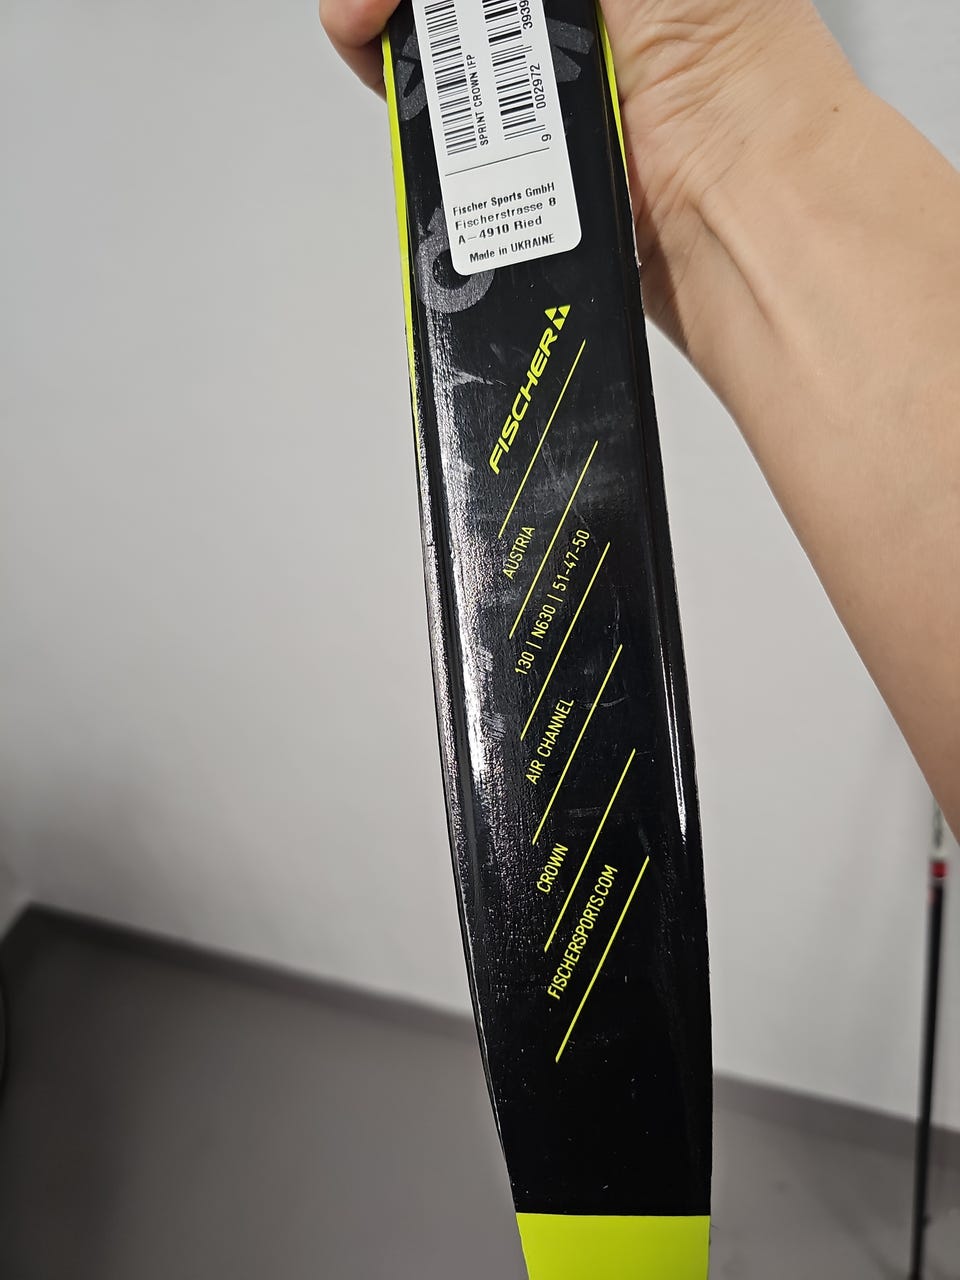 SPRINT CROWN IFP
9 002972 3939
Fischer Sports GmbH
Fischerstrasse 8
A-4910 Ried
Made in UKRAINE
FISCHER
AUSTRIA
130 | N630 | 51-47-50
AIR CHANNEL
CROWN
FISCHERSPORTS.COM